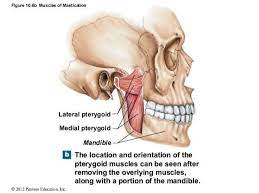 Figure 10.6b Muscles of Mastication
Lateral pterygoid
Medial pterygoid
Mandible
b The location and orientation of the
pterygoid muscles can be seen after
removing the overlying muscles,
along with a portion of the mandible.
© 2012 Pearson Education, Inc.